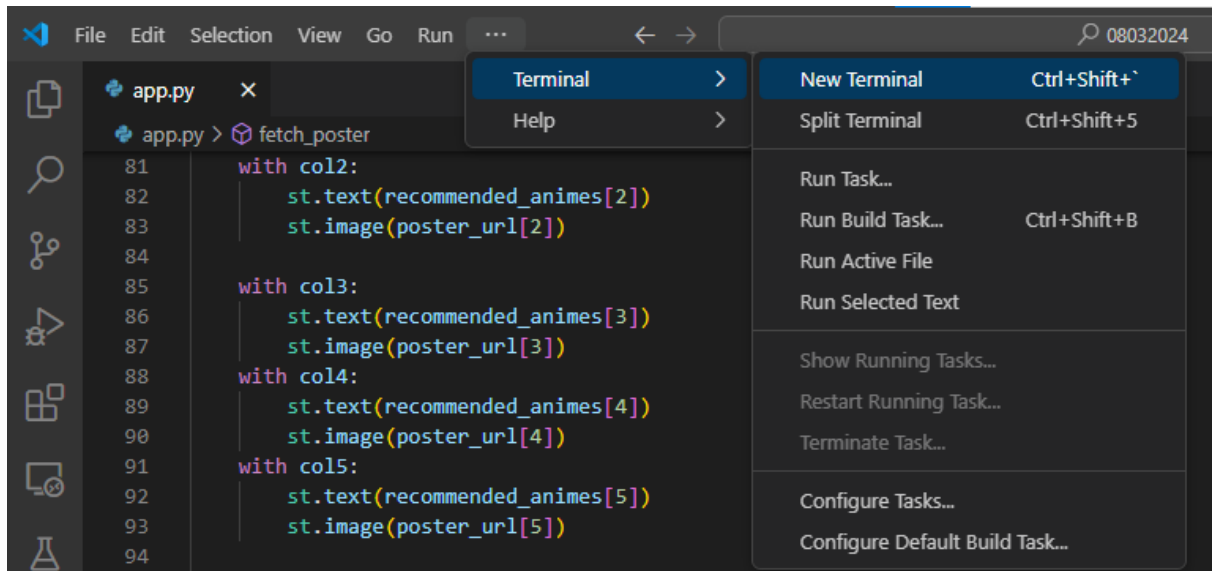 File Edit Selection View Go Run ... ← → 08032024
app.py ×
app.py > fetch_poster
Terminal >
Help >
New Terminal Ctrl+Shift+`
Split Terminal Ctrl+Shift+5
Run Task...
Run Build Task... Ctrl+Shift+B
Run Active File
Run Selected Text
Show Running Tasks...
Restart Running Task...
Terminate Task...
Configure Tasks...
Configure Default Build Task...
81 with col2:
82 st.text(recommended_animes[2])
83 st.image(poster_url[2])
84
85 with col3:
86 st.text(recommended_animes[3])
87 st.image(poster_url[3])
88 with col4:
89 st.text(recommended_animes[4])
90 st.image(poster_url[4])
91 with col5:
92 st.text(recommended_animes[5])
93 st.image(poster_url[5])
94